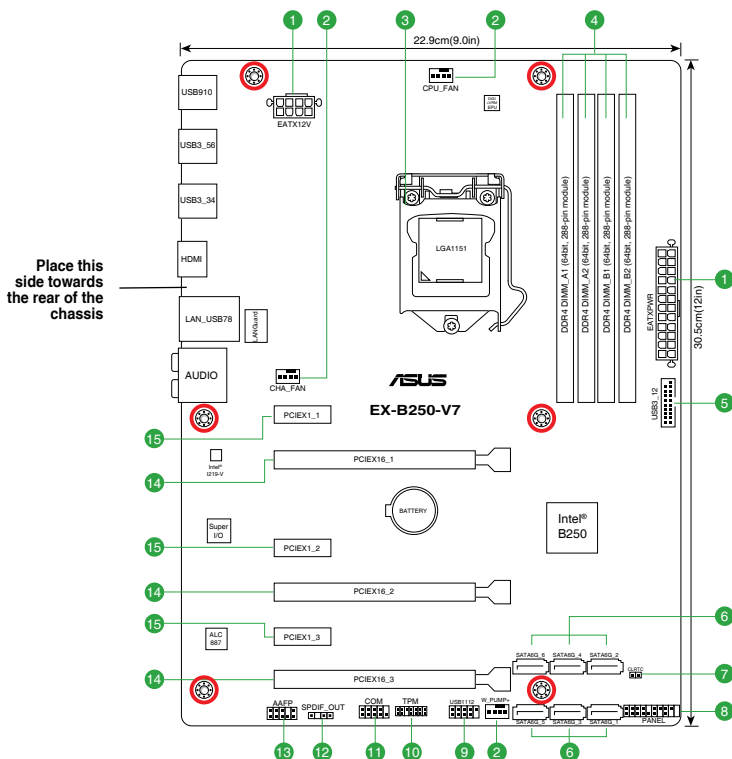 1
2
3
2
4
22.9cm(9.0in)
USB910
EATX12V
CPU_FAN
DIGI
+VRM
EPU
USB3_56
USB3_34
HDMI
LGA1151
DDR4 DIMM_A1 (64bit, 288-pin module)
DDR4 DIMM_A2 (64bit, 288-pin module)
DDR4 DIMM_B1 (64bit, 288-pin module)
DDR4 DIMM_B2 (64bit, 288-pin module)
EATXPWR
1
30.5cm(12in)
Place this
side towards
the rear of the
chassis
LAN_USB78
LANGuard
AUDIO
CHA_FAN
ASUS
EX-B250-V7
USB3_12
5
15
PCIEX1_1
14
PCIEX16_1
Intel®
I219-V
BATTERY
Super
I/O
Intel®
B250
15
PCIEX1_2
14
PCIEX16_2
6
15
PCIEX1_3
ALC
887
SATA6G_6
SATA6G_4
SATA6G_2
CLRTC
7
14
PCIEX16_3
AAFP
SPDIF_OUT
COM
TPM
USB1112
W_PUMP+
SATA6G_5
SATA6G_3
SATA6G_1
PANEL
8
13
12
11
10
9
2
6